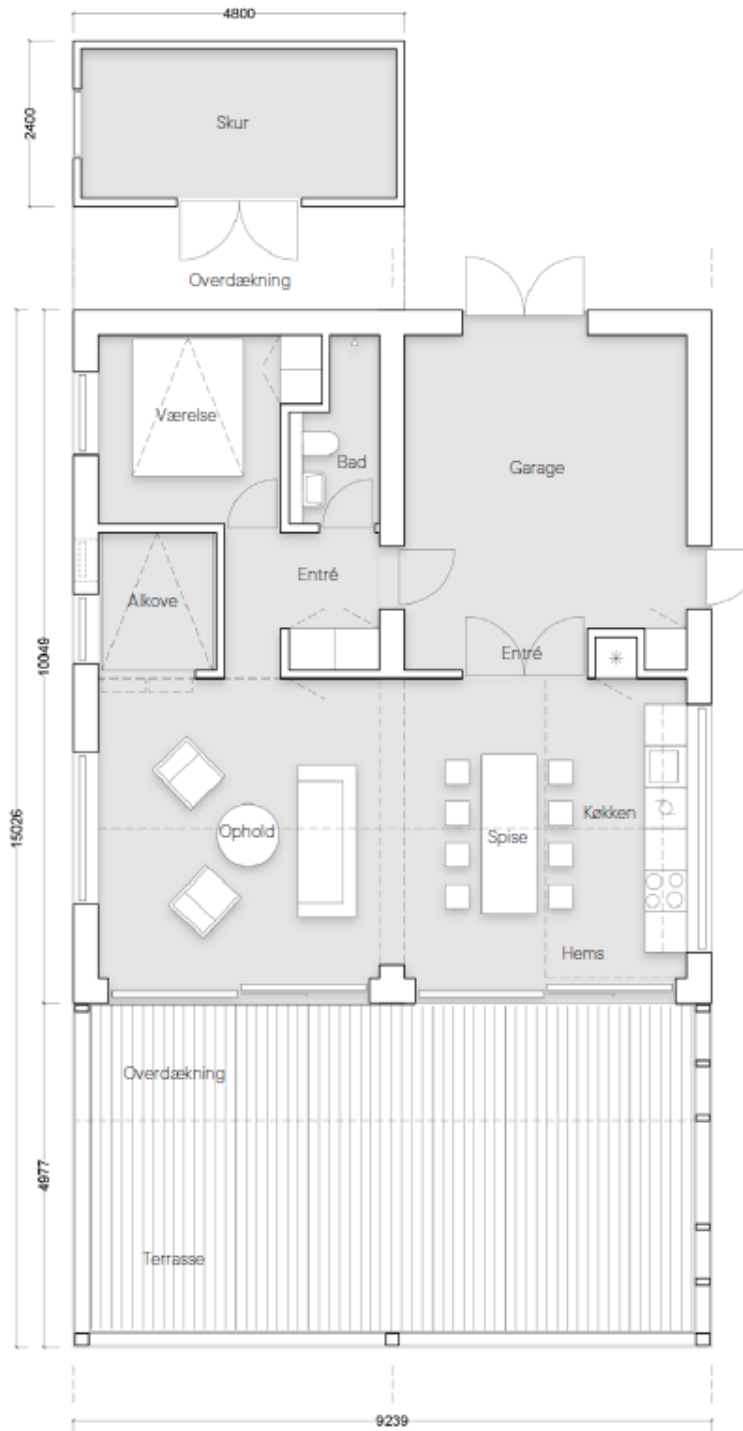 4800
2400
Skur
Overdækning
Værelse
Bad
Garage
Entré
Alkove
Entré
10049
15026
Ophold
Spise
Køkken
Hems
Overdækning
4977
Terrasse
9239